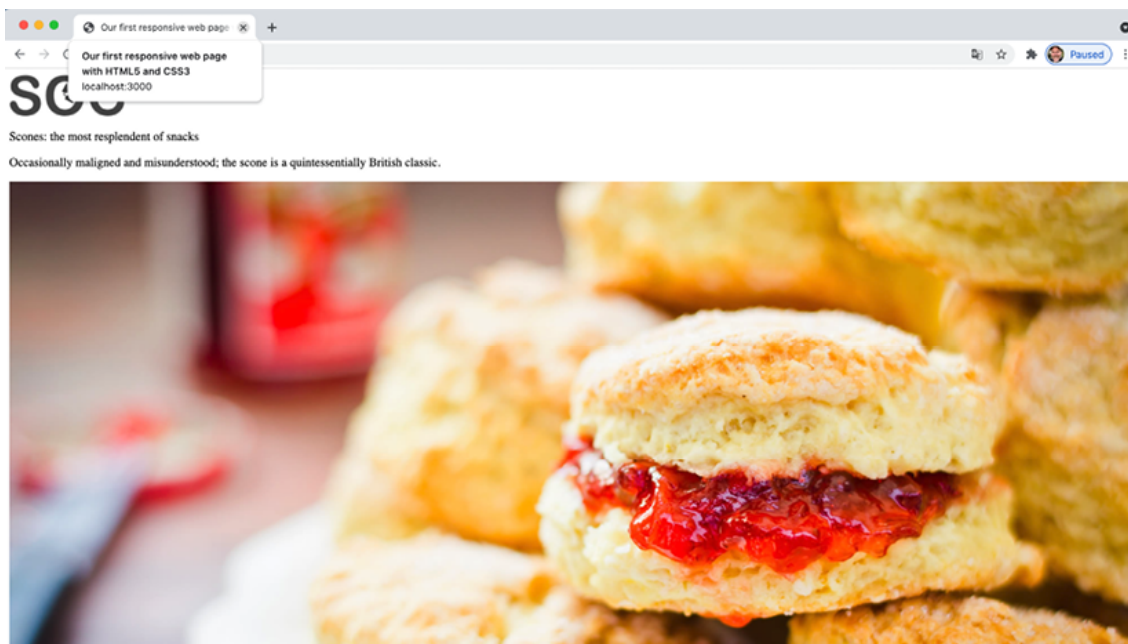 Our first responsive web page
Our first responsive web page
with HTML5 and CSS3
localhost:3000
Paused
Scones: the most resplendent of snacks
Occasionally maligned and misunderstood; the scone is a quintessentially British classic.